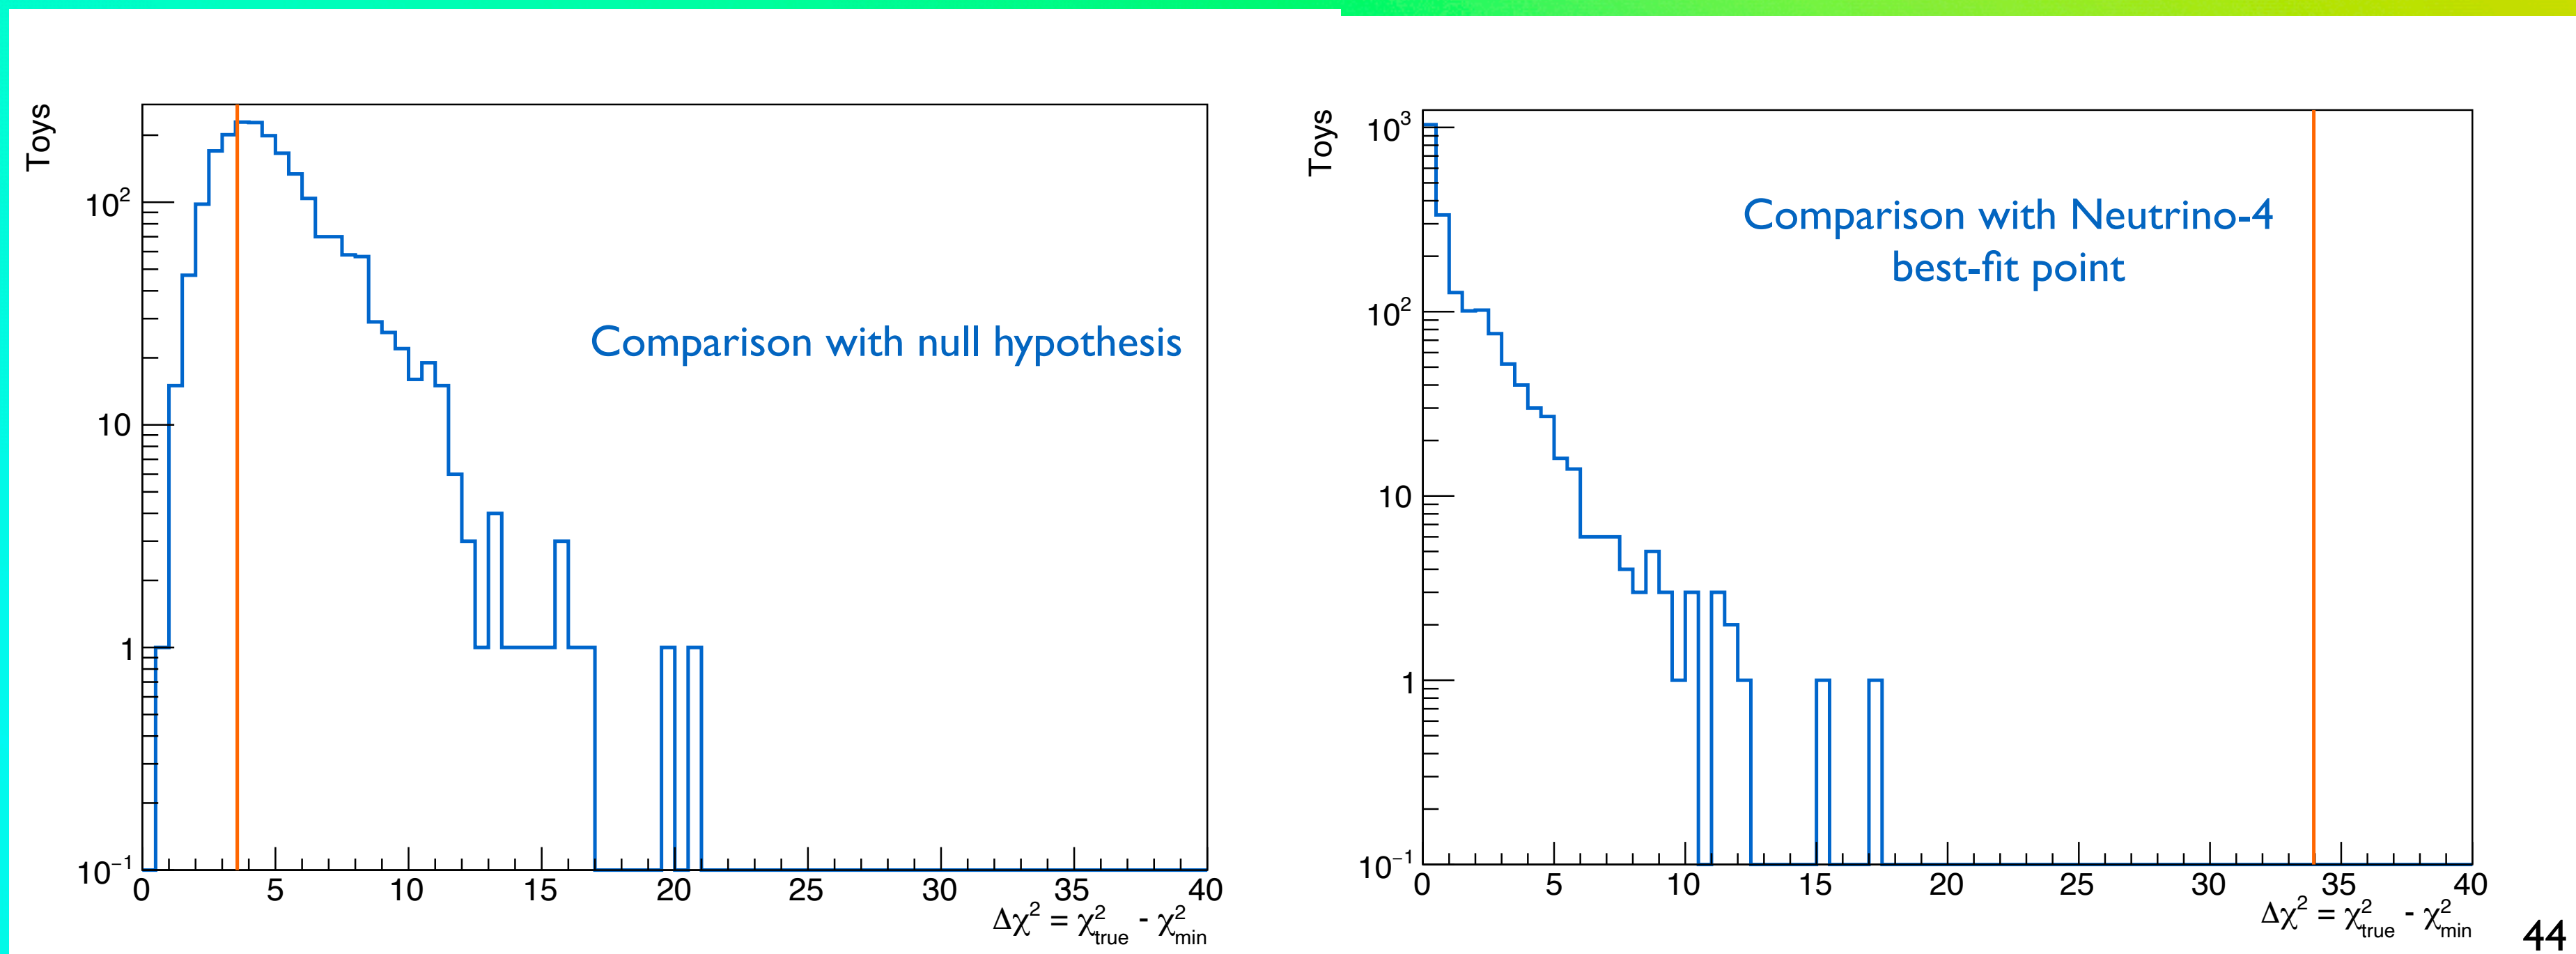 Toys
10²
10
1
10⁻¹
0 5 10 15 20 25 30 35 40
Δχ² = χ²true - χ²min
Comparison with null hypothesis
Toys
10³
10²
10
1
10⁻¹
0 5 10 15 20 25 30 35 40
Δχ² = χ²true - χ²min
Comparison with Neutrino-4
best-fit point
44